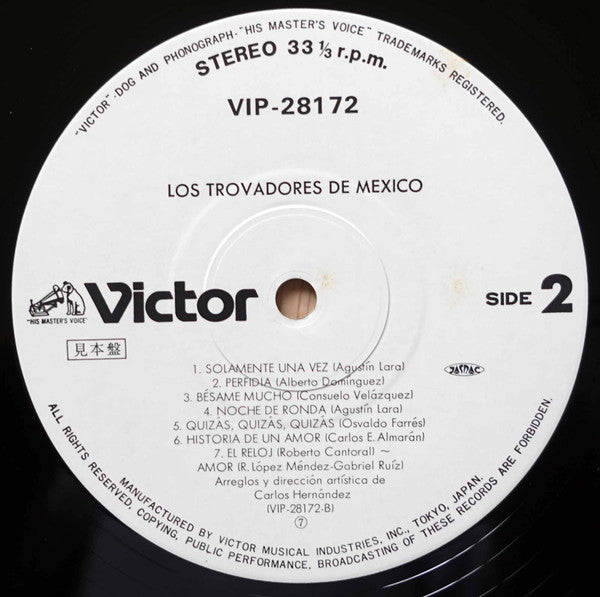 "VICTOR"·DOG AND PHONOGRAPH·"HIS MASTER'S VOICE" TRADEMARKS REGISTERED.
STEREO 33 1/3 r.p.m.
VIP-28172
LOS TROVADORES DE MEXICO
"HIS MASTER'S VOICE"
Victor
SIDE 2
見本盤
JASRAC
1. SOLAMENTE UNA VEZ (Agustín Lara)
2. PERFIDIA (Alberto Domínguez)
3. BÉSAME MUCHO (Consuelo Velázquez)
4. NOCHE DE RONDA (Agustín Lara)
5. QUIZÁS, QUIZÁS, QUIZÁS (Osvaldo Farrés)
6. HISTORIA DE UN AMOR (Carlos E. Almarán)
7. EL RELOJ (Roberto Cantoral) ~
AMOR (R. López Méndez-Gabriel Ruíz)
Arreglos y dirección artística de
Carlos Hernández
(VIP-28172-B)
⑦
MANUFACTURED BY VICTOR MUSICAL INDUSTRIES, INC., TOKYO, JAPAN.
ALL RIGHTS RESERVED, COPYING, PUBLIC PERFORMANCE, BROADCASTING OF THESE RECORDS ARE FORBIDDEN.